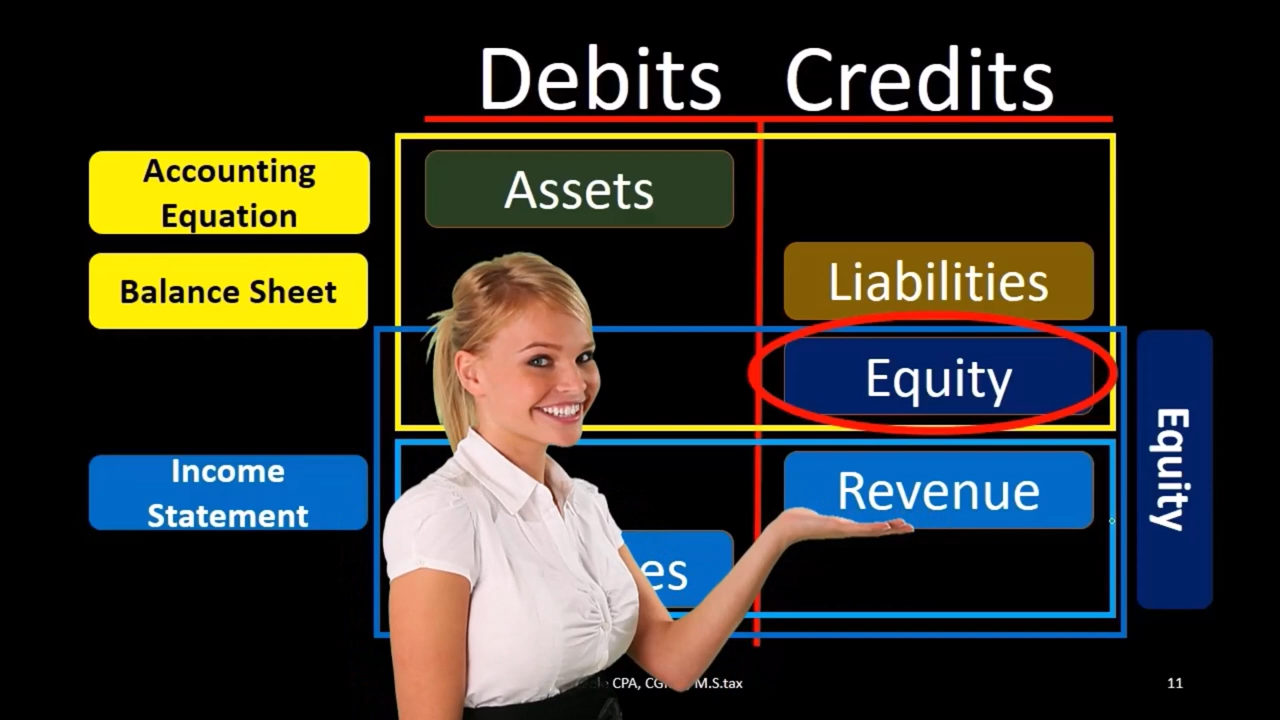 Debits Credits
Accounting
Equation
Assets
Balance Sheet
Liabilities
Equity
Equity
Income
Statement
Revenue
es
CPA, CG M.S.tax
11